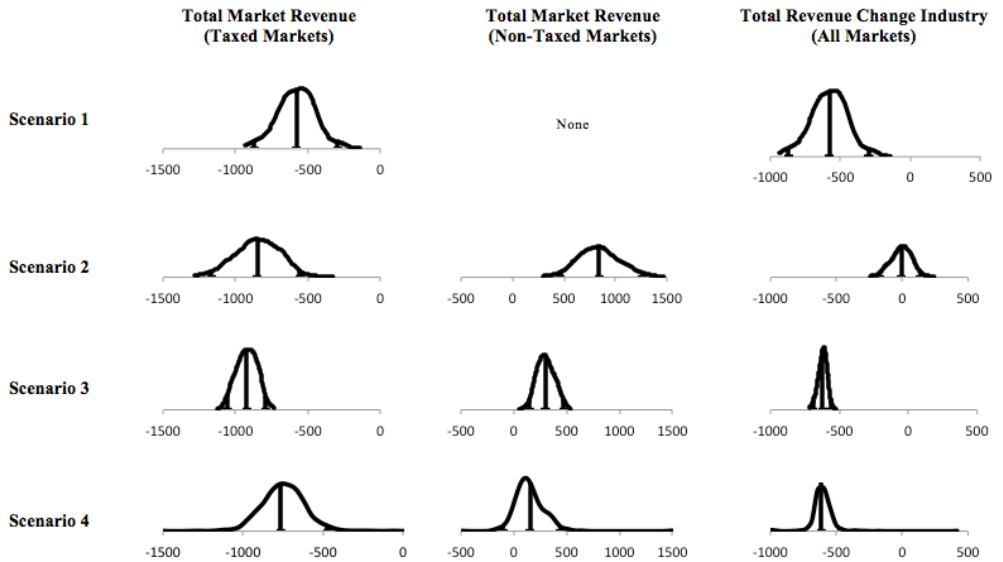 Total Market Revenue
(Taxed Markets)
Total Market Revenue
(Non-Taxed Markets)
Total Revenue Change Industry
(All Markets)
Scenario 1
-1500 -1000 -500 0
None
-1000 -500 0 500
Scenario 2
-1500 -1000 -500 0
-500 0 500 1000 1500
-1000 -500 0 500
Scenario 3
-1500 -1000 -500 0
-500 0 500 1000 1500
-1000 -500 0 500
Scenario 4
-1500 -1000 -500 0
-500 0 500 1000 1500
-1000 -500 0 500